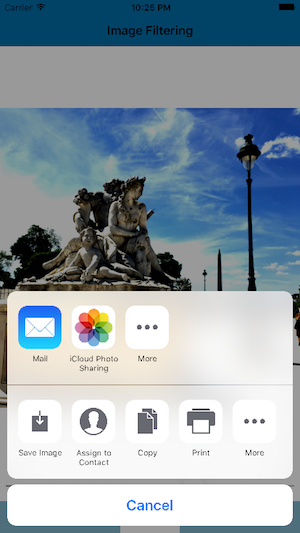 Carrier 10:26 PM
Image Filtering
Mail
iCloud Photo
Sharing
More
Save Image
Assign to
Contact
Copy
Print
More
Cancel